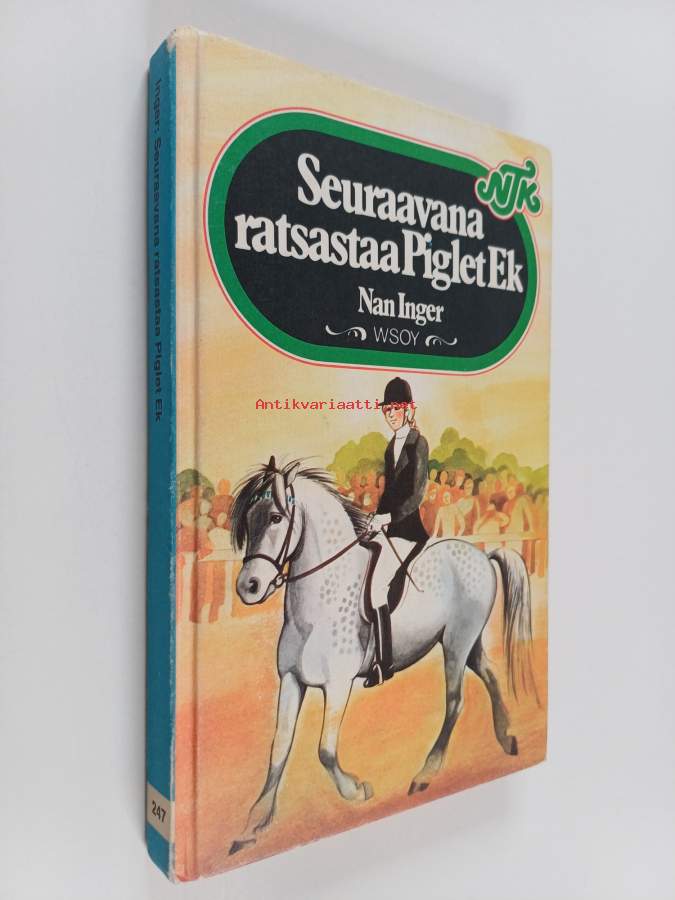 Inger: Seuraavana ratsastaa Piglet Ek
247
NTK
Seuraavana
ratsastaa Piglet Ek
Nan Inger
WSOY
Antikvariaatti.net